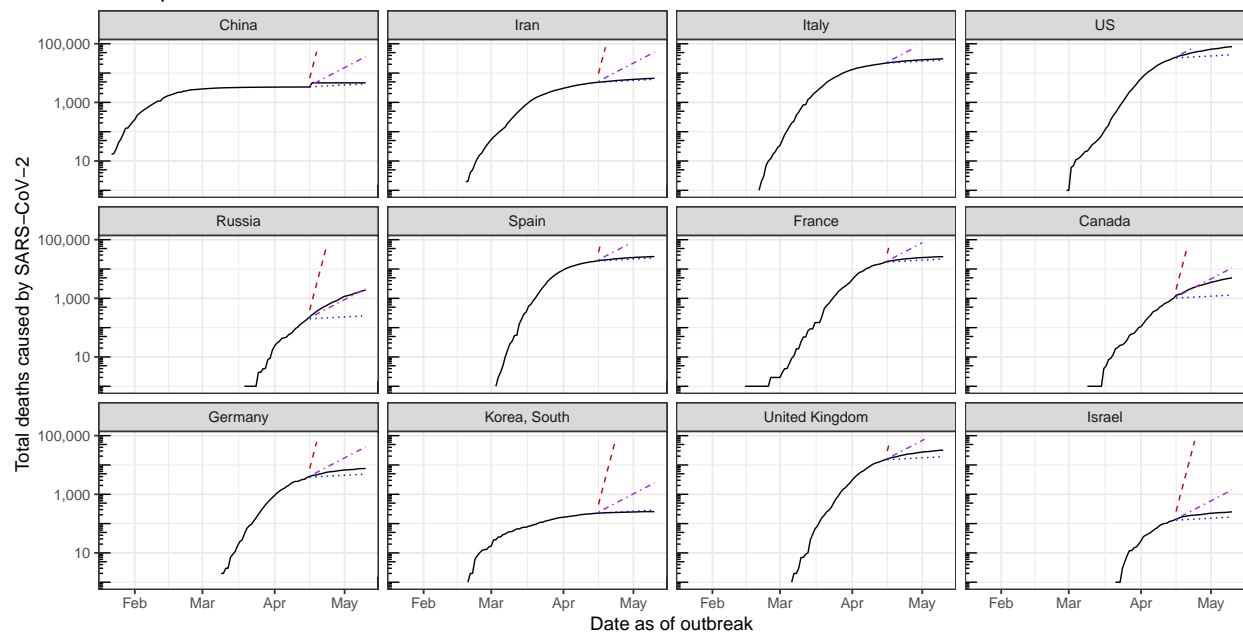 China Iran Italy US
100,000
1,000
10
Russia Spain France Canada
100,000
1,000
10
Germany Korea, South United Kingdom Israel
100,000
1,000
10
Feb Mar Apr May Feb Mar Apr May Feb Mar Apr May Feb Mar Apr May
Date as of outbreak
Total deaths caused by SARS−CoV−2